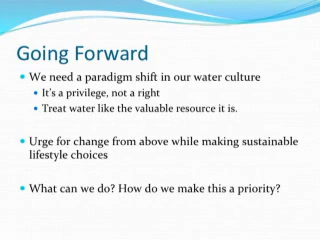 Going Forward
We need a paradigm shift in our water culture
It's a privilege, not a right
Treat water like the valuable resource it is.
Urge for change from above while making sustainable
lifestyle choices
What can we do? How do we make this a priority?